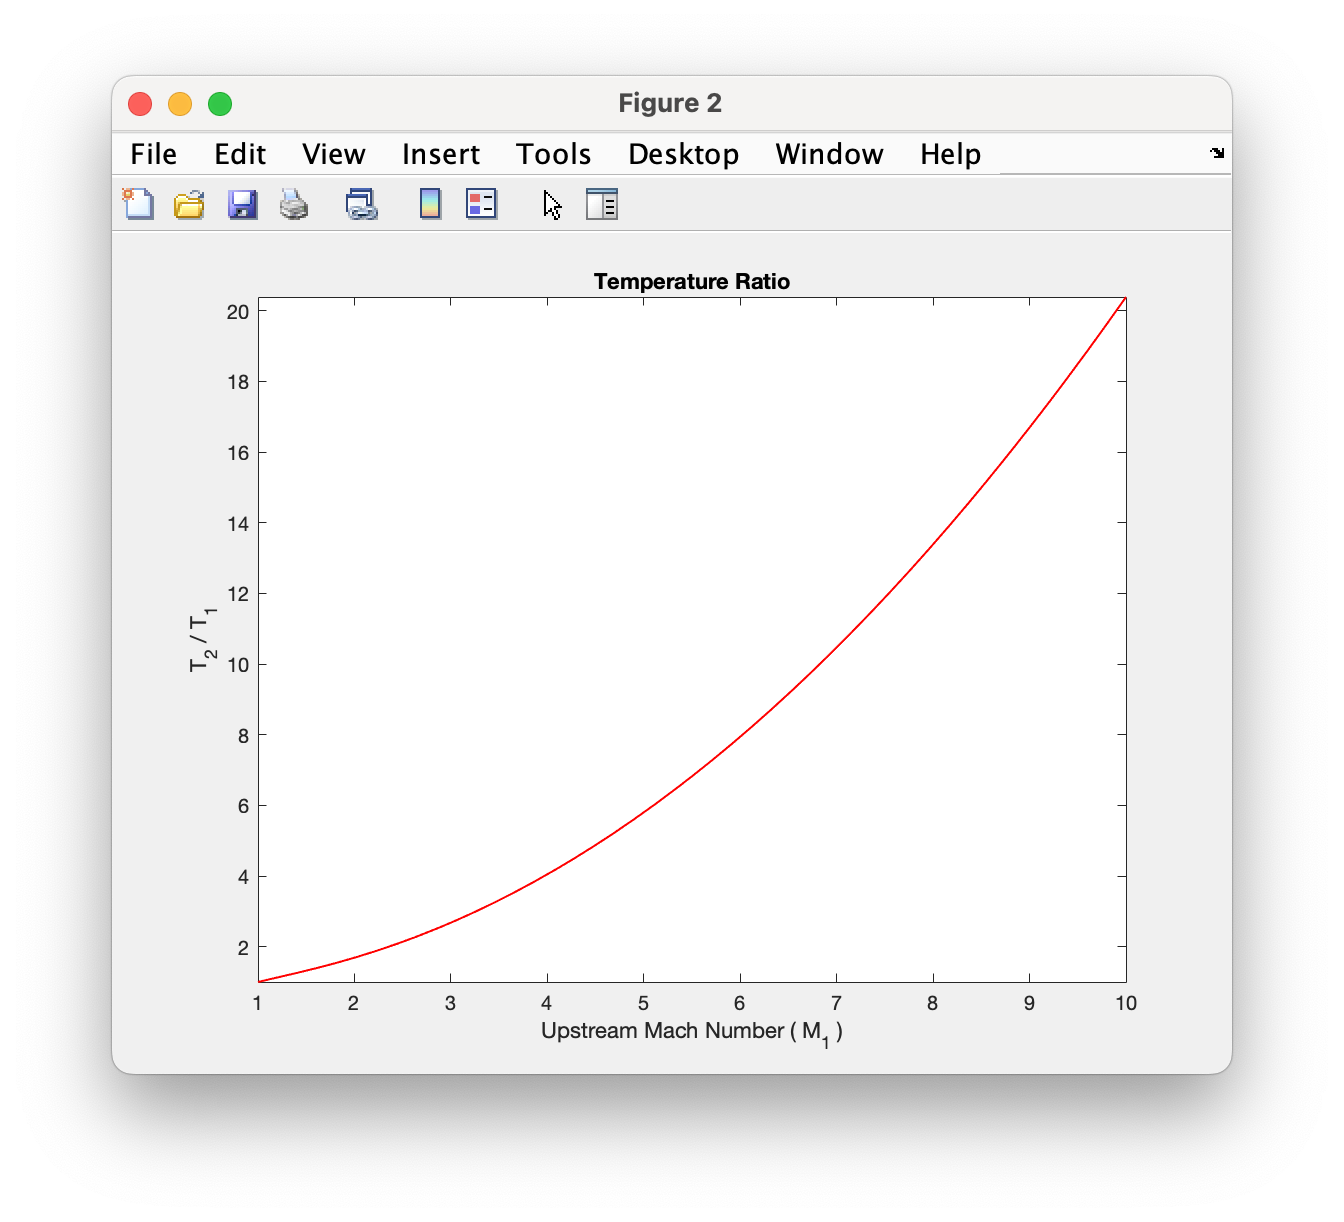 Figure 2
File Edit View Insert Tools Desktop Window Help
Temperature Ratio
20
18
16
14
12
10
8
6
4
2
T2 / T1
1 2 3 4 5 6 7 8 9 10
Upstream Mach Number ( M1 )